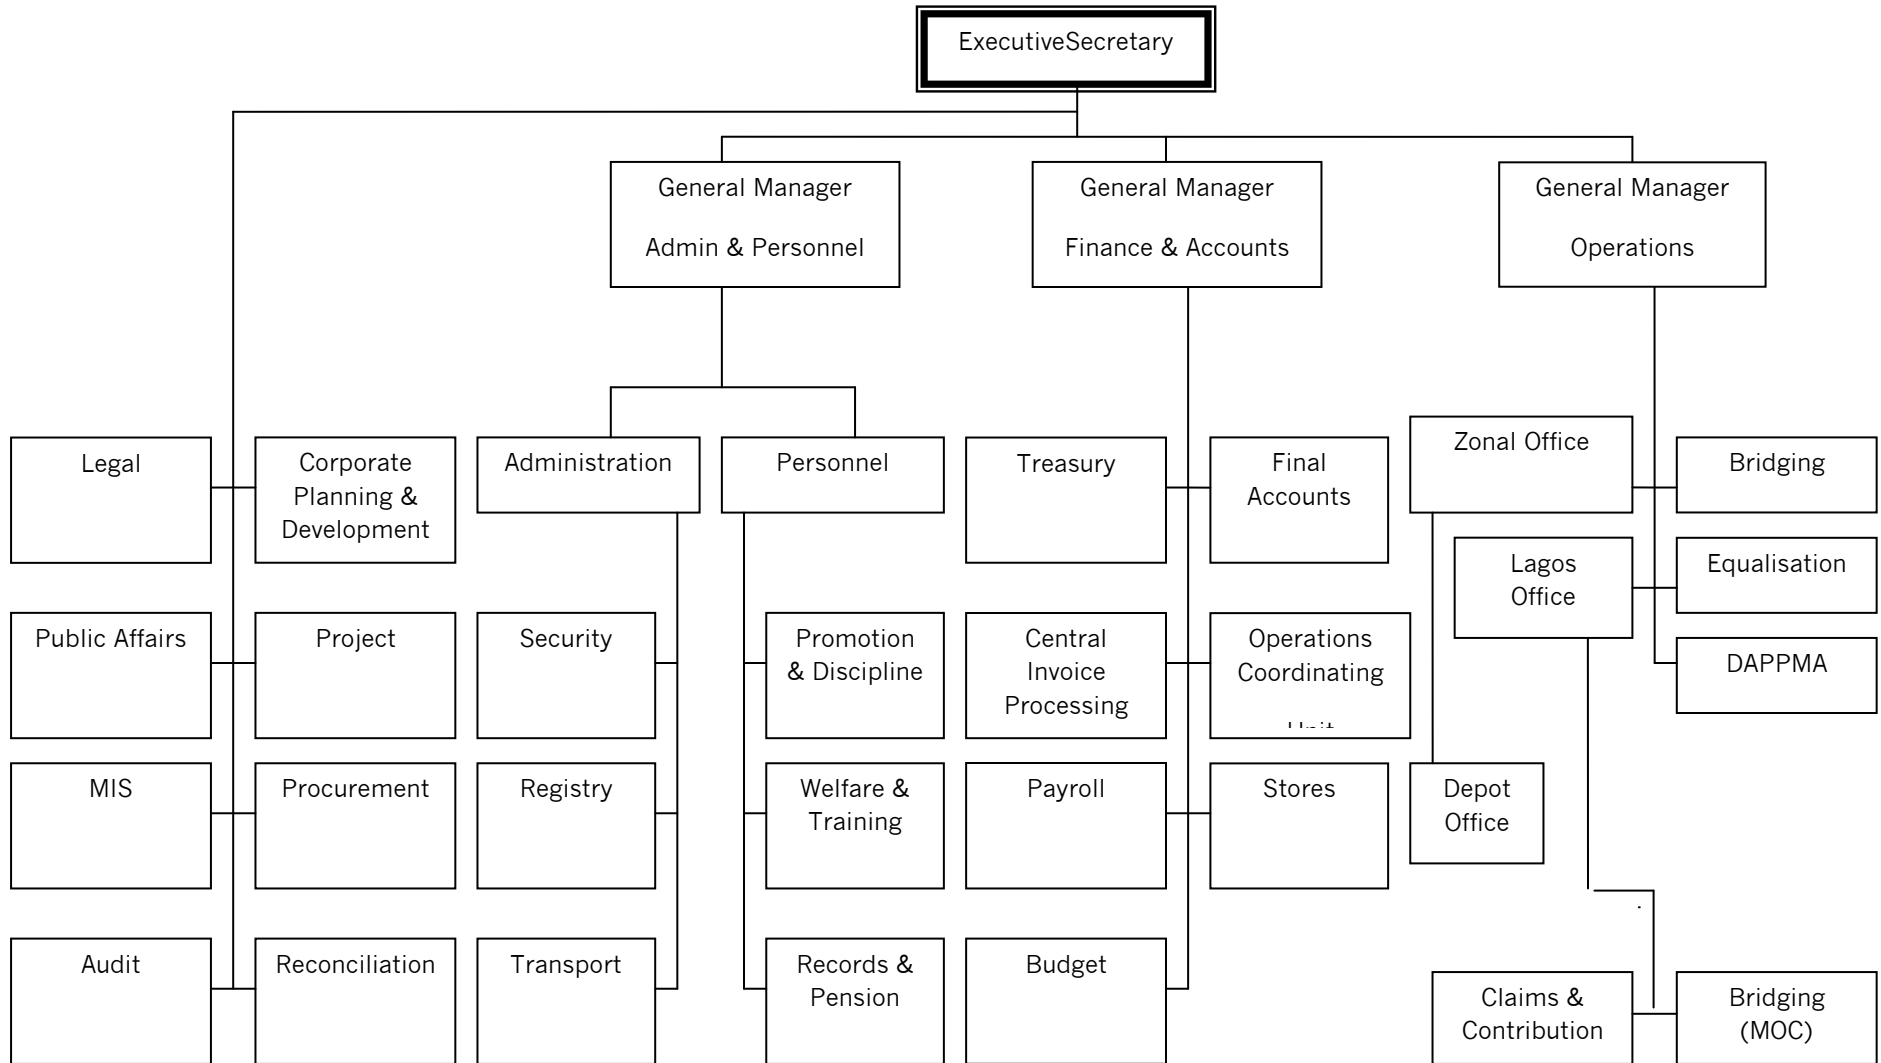 ExecutiveSecretary
General Manager
Admin & Personnel
General Manager
Finance & Accounts
General Manager
Operations
Legal
Corporate
Planning &
Development
Administration
Personnel
Treasury
Final
Accounts
Zonal Office
Bridging
Lagos
Office
Equalisation
Public Affairs
Project
Security
Promotion
& Discipline
Central
Invoice
Processing
Operations
Coordinating
Unit
DAPPMA
MIS
Procurement
Registry
Welfare &
Training
Payroll
Stores
Depot
Office
Audit
Reconciliation
Transport
Records &
Pension
Budget
Claims &
Contribution
Bridging
(MOC)